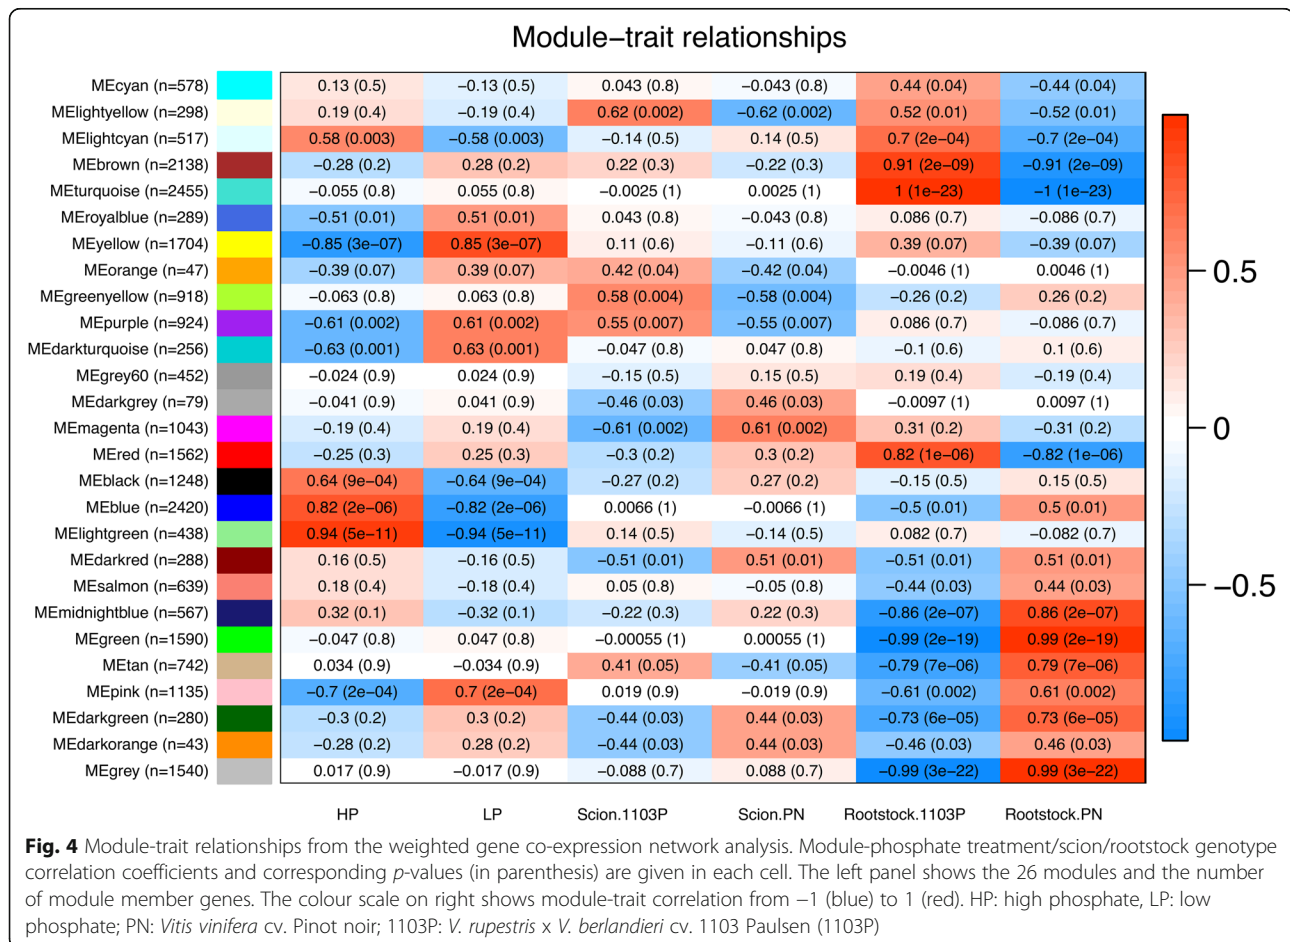 Module−trait relationships
MEcyan (n=578) 0.13 (0.5) −0.13 (0.5) 0.043 (0.8) −0.043 (0.8) 0.44 (0.04) −0.44 (0.04)
MElightyellow (n=298) 0.19 (0.4) −0.19 (0.4) 0.62 (0.002) −0.62 (0.002) 0.52 (0.01) −0.52 (0.01)
MElightcyan (n=517) 0.58 (0.003) −0.58 (0.003) −0.14 (0.5) 0.14 (0.5) 0.7 (2e−04) −0.7 (2e−04)
MEbrown (n=2138) −0.28 (0.2) 0.28 (0.2) 0.22 (0.3) −0.22 (0.3) 0.91 (2e−09) −0.91 (2e−09)
MEturquoise (n=2455) −0.055 (0.8) 0.055 (0.8) −0.0025 (1) 0.0025 (1) 1 (1e−23) −1 (1e−23)
MEroyalblue (n=289) −0.51 (0.01) 0.51 (0.01) 0.043 (0.8) −0.043 (0.8) 0.086 (0.7) −0.086 (0.7)
MEyellow (n=1704) −0.85 (3e−07) 0.85 (3e−07) 0.11 (0.6) −0.11 (0.6) 0.39 (0.07) −0.39 (0.07)
MEorange (n=47) −0.39 (0.07) 0.39 (0.07) 0.42 (0.04) −0.42 (0.04) −0.0046 (1) 0.0046 (1)
MEgreenyellow (n=918) −0.063 (0.8) 0.063 (0.8) 0.58 (0.004) −0.58 (0.004) −0.26 (0.2) 0.26 (0.2)
MEpurple (n=924) −0.61 (0.002) 0.61 (0.002) 0.55 (0.007) −0.55 (0.007) 0.086 (0.7) −0.086 (0.7)
MEdarkturquoise (n=256) −0.63 (0.001) 0.63 (0.001) −0.047 (0.8) 0.047 (0.8) −0.1 (0.6) 0.1 (0.6)
MEgrey60 (n=452) −0.024 (0.9) 0.024 (0.9) −0.15 (0.5) 0.15 (0.5) 0.19 (0.4) −0.19 (0.4)
MEdarkgrey (n=79) −0.041 (0.9) 0.041 (0.9) −0.46 (0.03) 0.46 (0.03) −0.0097 (1) 0.0097 (1)
MEmagenta (n=1043) −0.19 (0.4) 0.19 (0.4) −0.61 (0.002) 0.61 (0.002) 0.31 (0.2) −0.31 (0.2)
MEred (n=1562) −0.25 (0.3) 0.25 (0.3) −0.3 (0.2) 0.3 (0.2) 0.82 (1e−06) −0.82 (1e−06)
MEblack (n=1248) 0.64 (9e−04) −0.64 (9e−04) −0.27 (0.2) 0.27 (0.2) −0.15 (0.5) 0.15 (0.5)
MEblue (n=2420) 0.82 (2e−06) −0.82 (2e−06) 0.0066 (1) −0.0066 (1) −0.5 (0.01) 0.5 (0.01)
MElightgreen (n=438) 0.94 (5e−11) −0.94 (5e−11) 0.14 (0.5) −0.14 (0.5) 0.082 (0.7) −0.082 (0.7)
MEdarkred (n=288) 0.16 (0.5) −0.16 (0.5) −0.51 (0.01) 0.51 (0.01) −0.51 (0.01) 0.51 (0.01)
MEsalmon (n=639) 0.18 (0.4) −0.18 (0.4) 0.05 (0.8) −0.05 (0.8) −0.44 (0.03) 0.44 (0.03)
MEmidnightblue (n=567) 0.32 (0.1) −0.32 (0.1) −0.22 (0.3) 0.22 (0.3) −0.86 (2e−07) 0.86 (2e−07)
MEgreen (n=1590) −0.047 (0.8) 0.047 (0.8) −0.00055 (1) 0.00055 (1) −0.99 (2e−19) 0.99 (2e−19)
MEtan (n=742) 0.034 (0.9) −0.034 (0.9) 0.41 (0.05) −0.41 (0.05) −0.79 (7e−06) 0.79 (7e−06)
MEpink (n=1135) −0.7 (2e−04) 0.7 (2e−04) 0.019 (0.9) −0.019 (0.9) −0.61 (0.002) 0.61 (0.002)
MEdarkgreen (n=280) −0.3 (0.2) 0.3 (0.2) −0.44 (0.03) 0.44 (0.03) −0.73 (6e−05) 0.73 (6e−05)
MEdarkorange (n=43) −0.28 (0.2) 0.28 (0.2) −0.44 (0.03) 0.44 (0.03) −0.46 (0.03) 0.46 (0.03)
MEgrey (n=1540) 0.017 (0.9) −0.017 (0.9) −0.088 (0.7) 0.088 (0.7) −0.99 (3e−22) 0.99 (3e−22)
HP LP Scion.1103P Scion.PN Rootstock.1103P Rootstock.PN
0.5
0
−0.5
Fig. 4 Module-trait relationships from the weighted gene co-expression network analysis. Module-phosphate treatment/scion/rootstock genotype
correlation coefficients and corresponding p-values (in parenthesis) are given in each cell. The left panel shows the 26 modules and the number
of module member genes. The colour scale on right shows module-trait correlation from −1 (blue) to 1 (red). HP: high phosphate, LP: low
phosphate; PN: Vitis vinifera cv. Pinot noir; 1103P: V. rupestris x V. berlandieri cv. 1103 Paulsen (1103P)